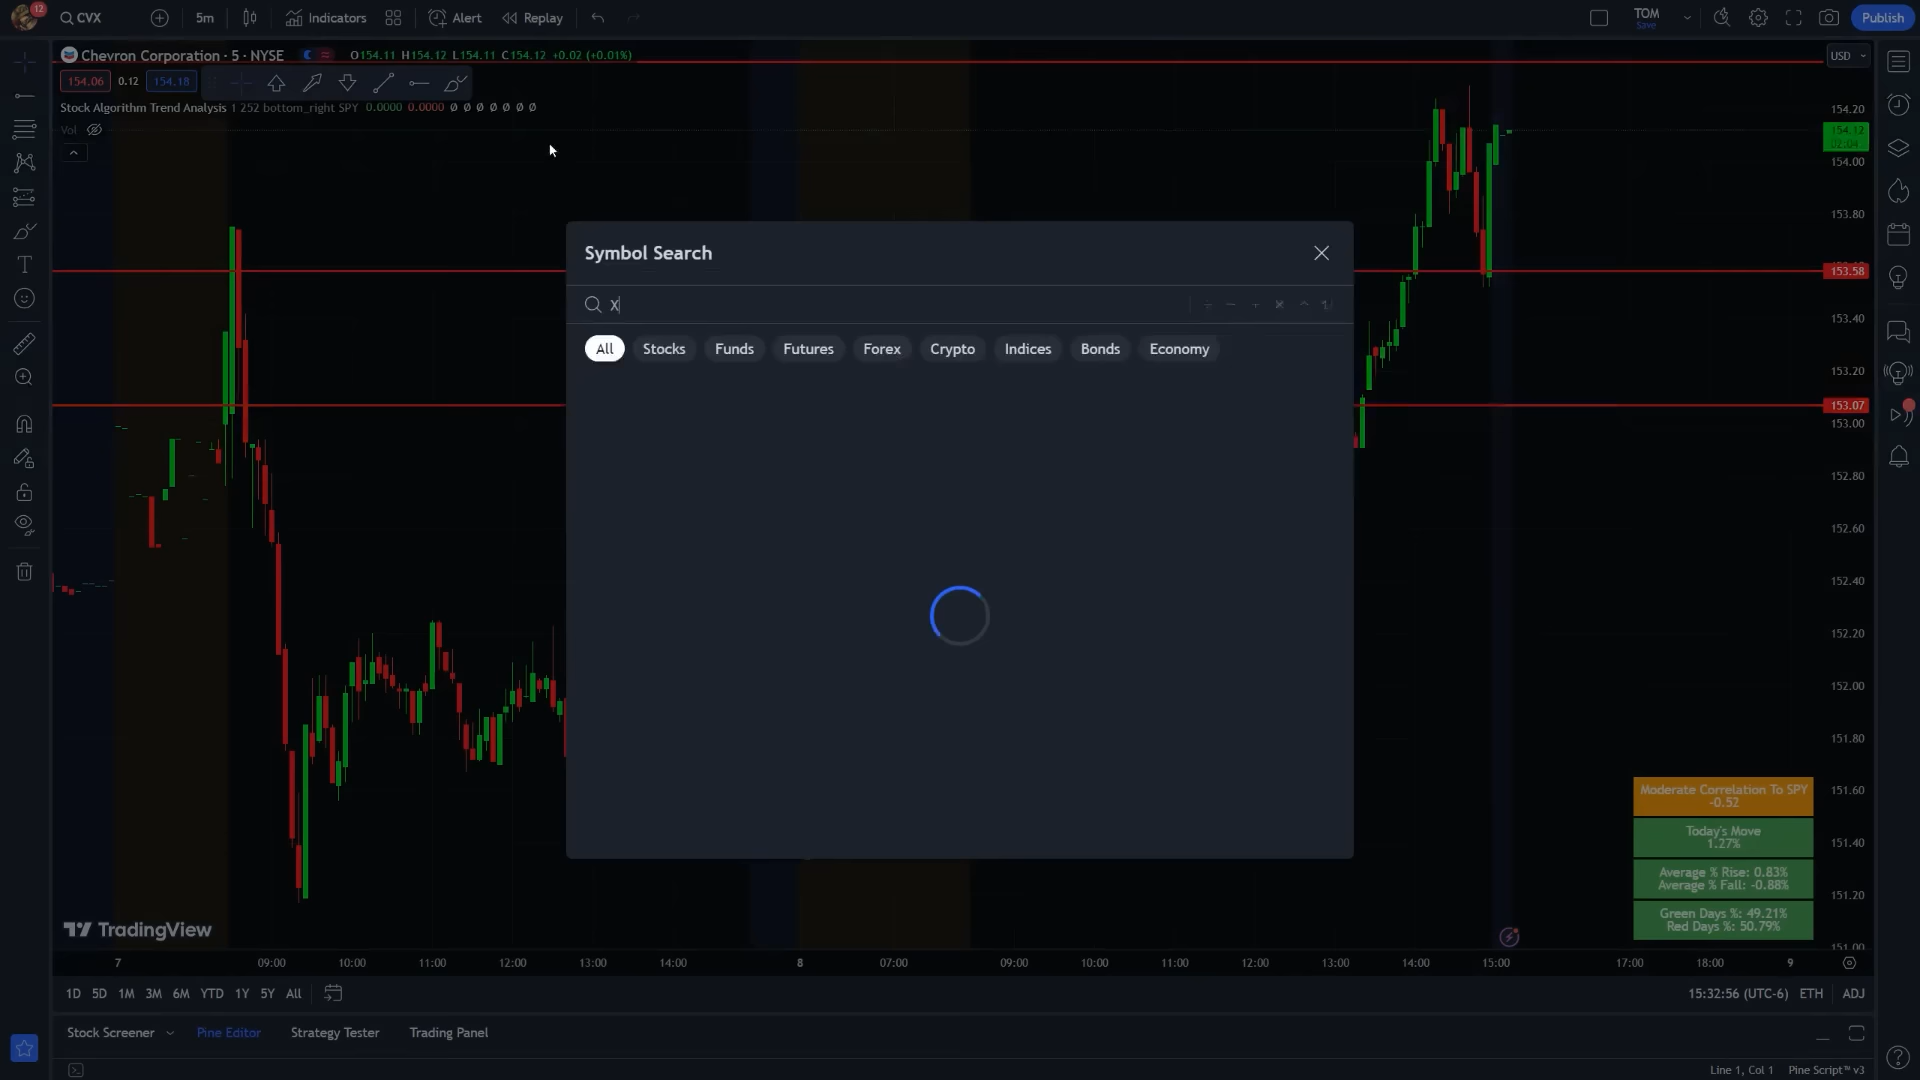 12
CVX
5m
Indicators
Alert
Replay
TOM
Save
Publish
Chevron Corporation · 5 · NYSE
O154.11 H154.12 L154.11 C154.12 +0.02 (+0.01%)
USD
154.06
0.12
154.18
Stock Algorithm Trend Analysis 1 252 bottom_right SPY 0.0000 0.0000 ø ø ø ø ø ø ø
Vol
154.20
154.12
02:04
154.00
153.80
153.58
153.40
153.20
153.07
153.00
152.80
152.60
152.40
152.20
152.00
151.80
151.60
151.40
151.20
151.00
Symbol Search
X
All
Stocks
Funds
Futures
Forex
Crypto
Indices
Bonds
Economy
Moderate Correlation To SPY
-0.52
Today's Move
1.27%
Average % Rise: 0.83%
Average % Fall: -0.88%
Green Days %: 49.21%
Red Days %: 50.79%
TradingView
7
09:00
10:00
11:00
12:00
13:00
14:00
8
07:00
09:00
10:00
11:00
12:00
13:00
14:00
15:00
17:00
18:00
9
1D 5D 1M 3M 6M YTD 1Y 5Y All
15:32:56 (UTC-6) ETH ADJ
Stock Screener
Pine Editor
Strategy Tester
Trading Panel
Line 1, Col 1 Pine Script™ v3